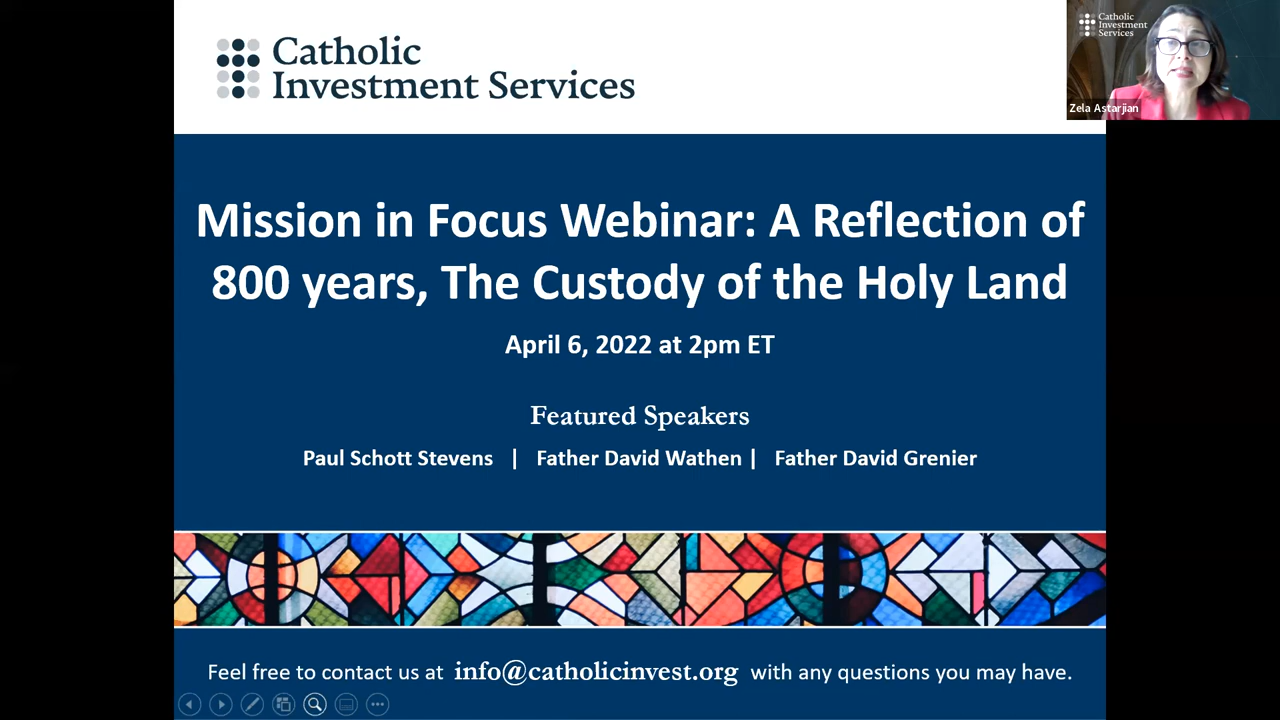 Catholic
Investment Services
Catholic
Investment
Services
Zela Astarjian
Mission in Focus Webinar: A Reflection of
800 years, The Custody of the Holy Land
April 6, 2022 at 2pm ET
Featured Speakers
Paul Schott Stevens | Father David Wathen | Father David Grenier
Feel free to contact us at info@catholicinvest.org with any questions you may have.